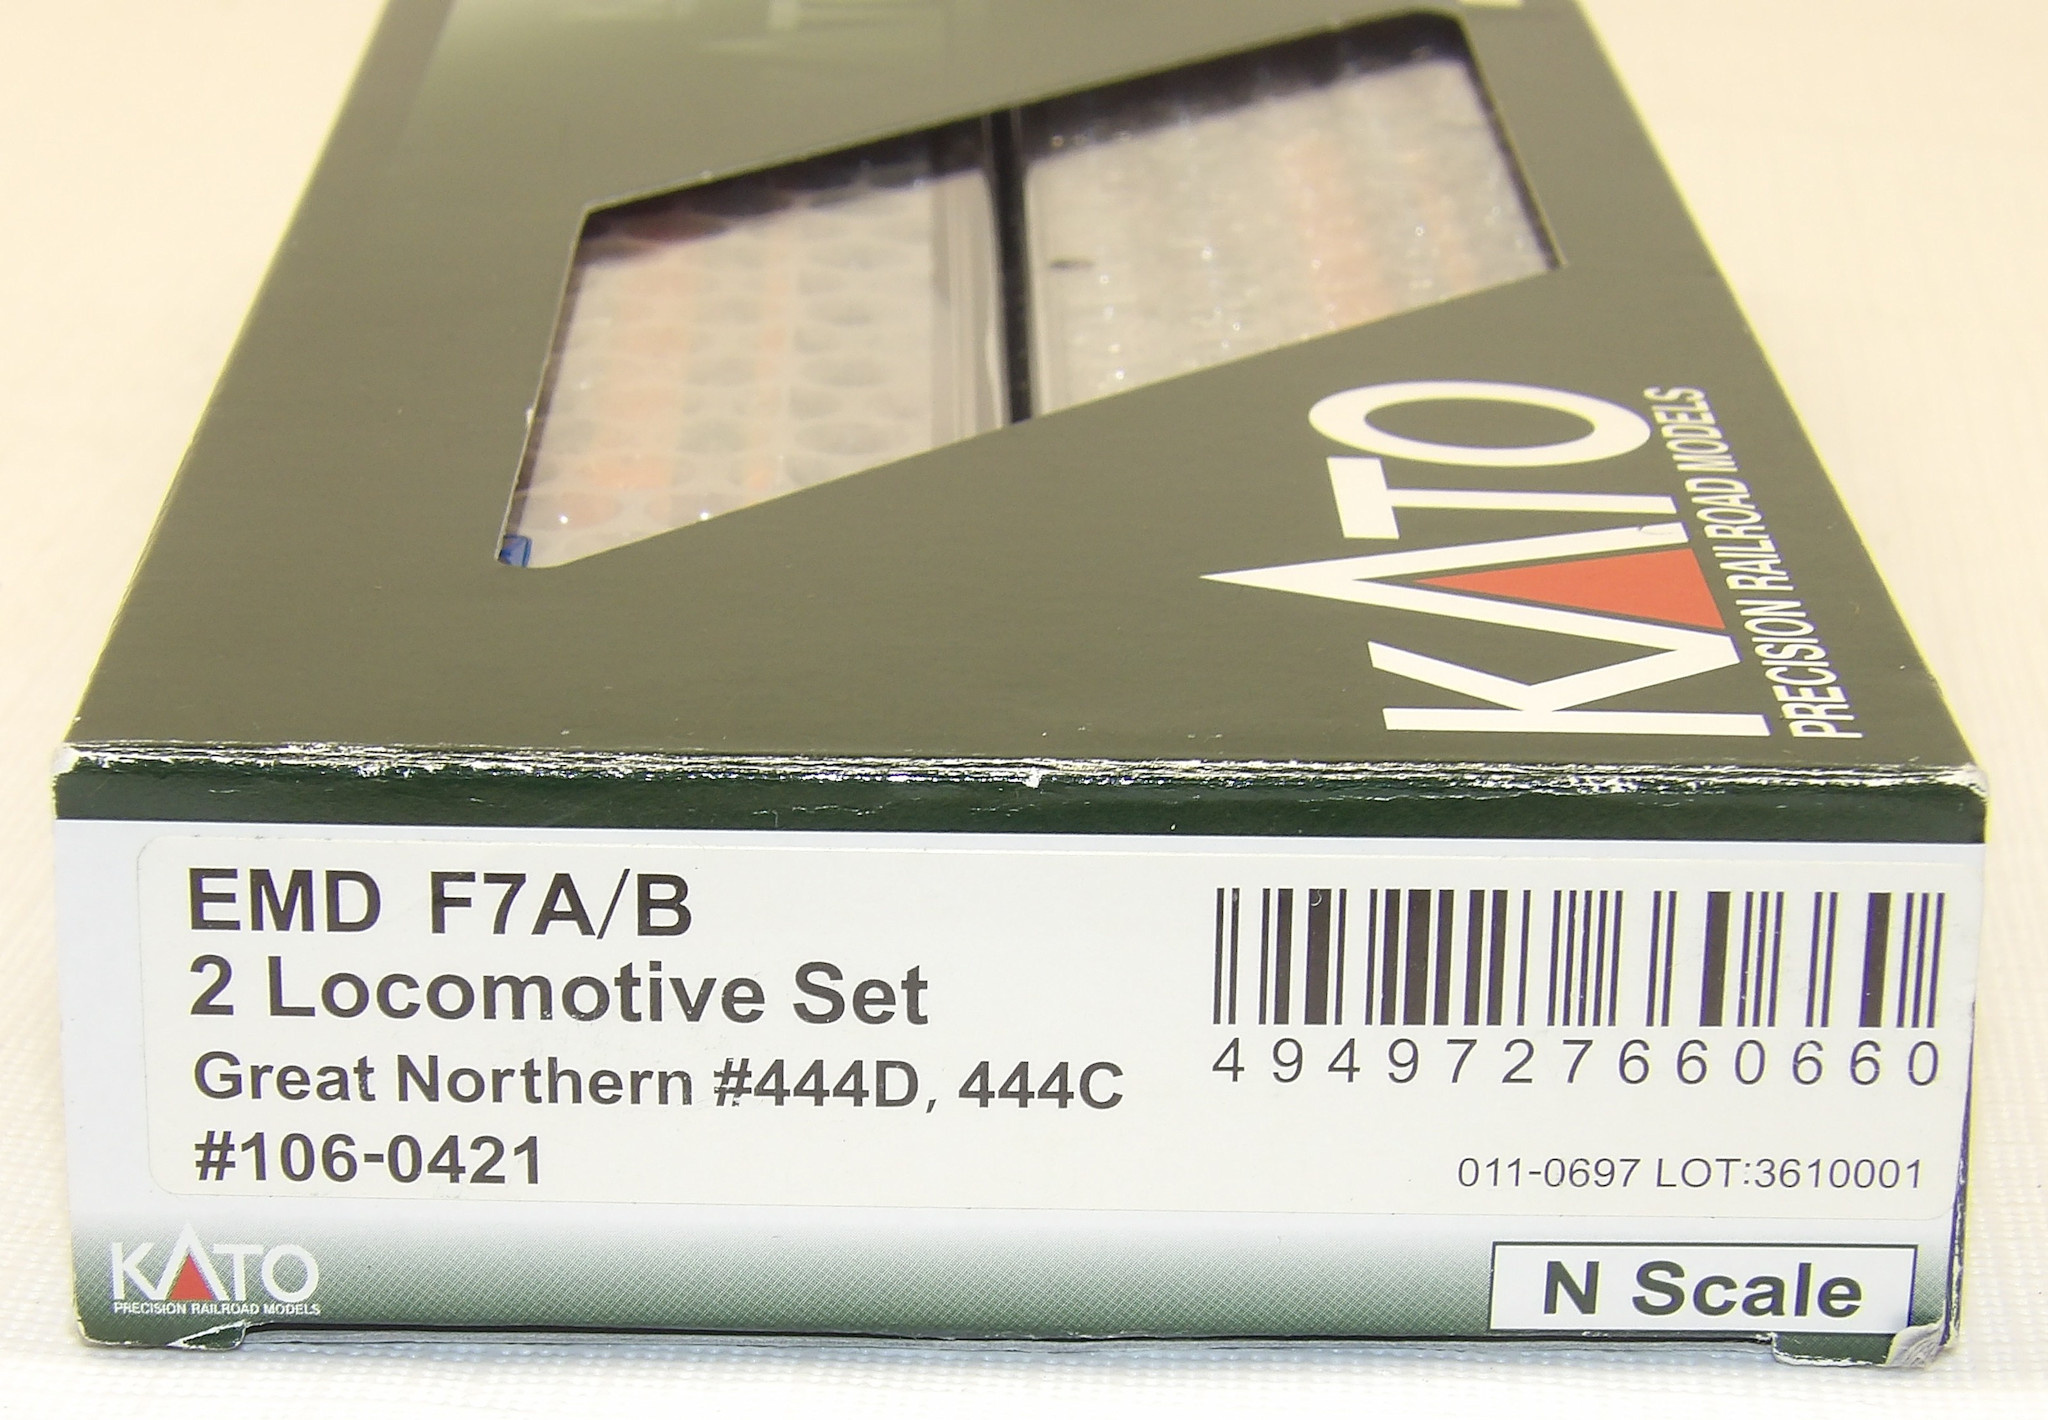 KATO
PRECISION RAILROAD MODELS
EMD F7A/B
2 Locomotive Set
Great Northern #444D, 444C
#106-0421
4949727660660
011-0697 LOT:3610001
KATO
PRECISION RAILROAD MODELS
N Scale